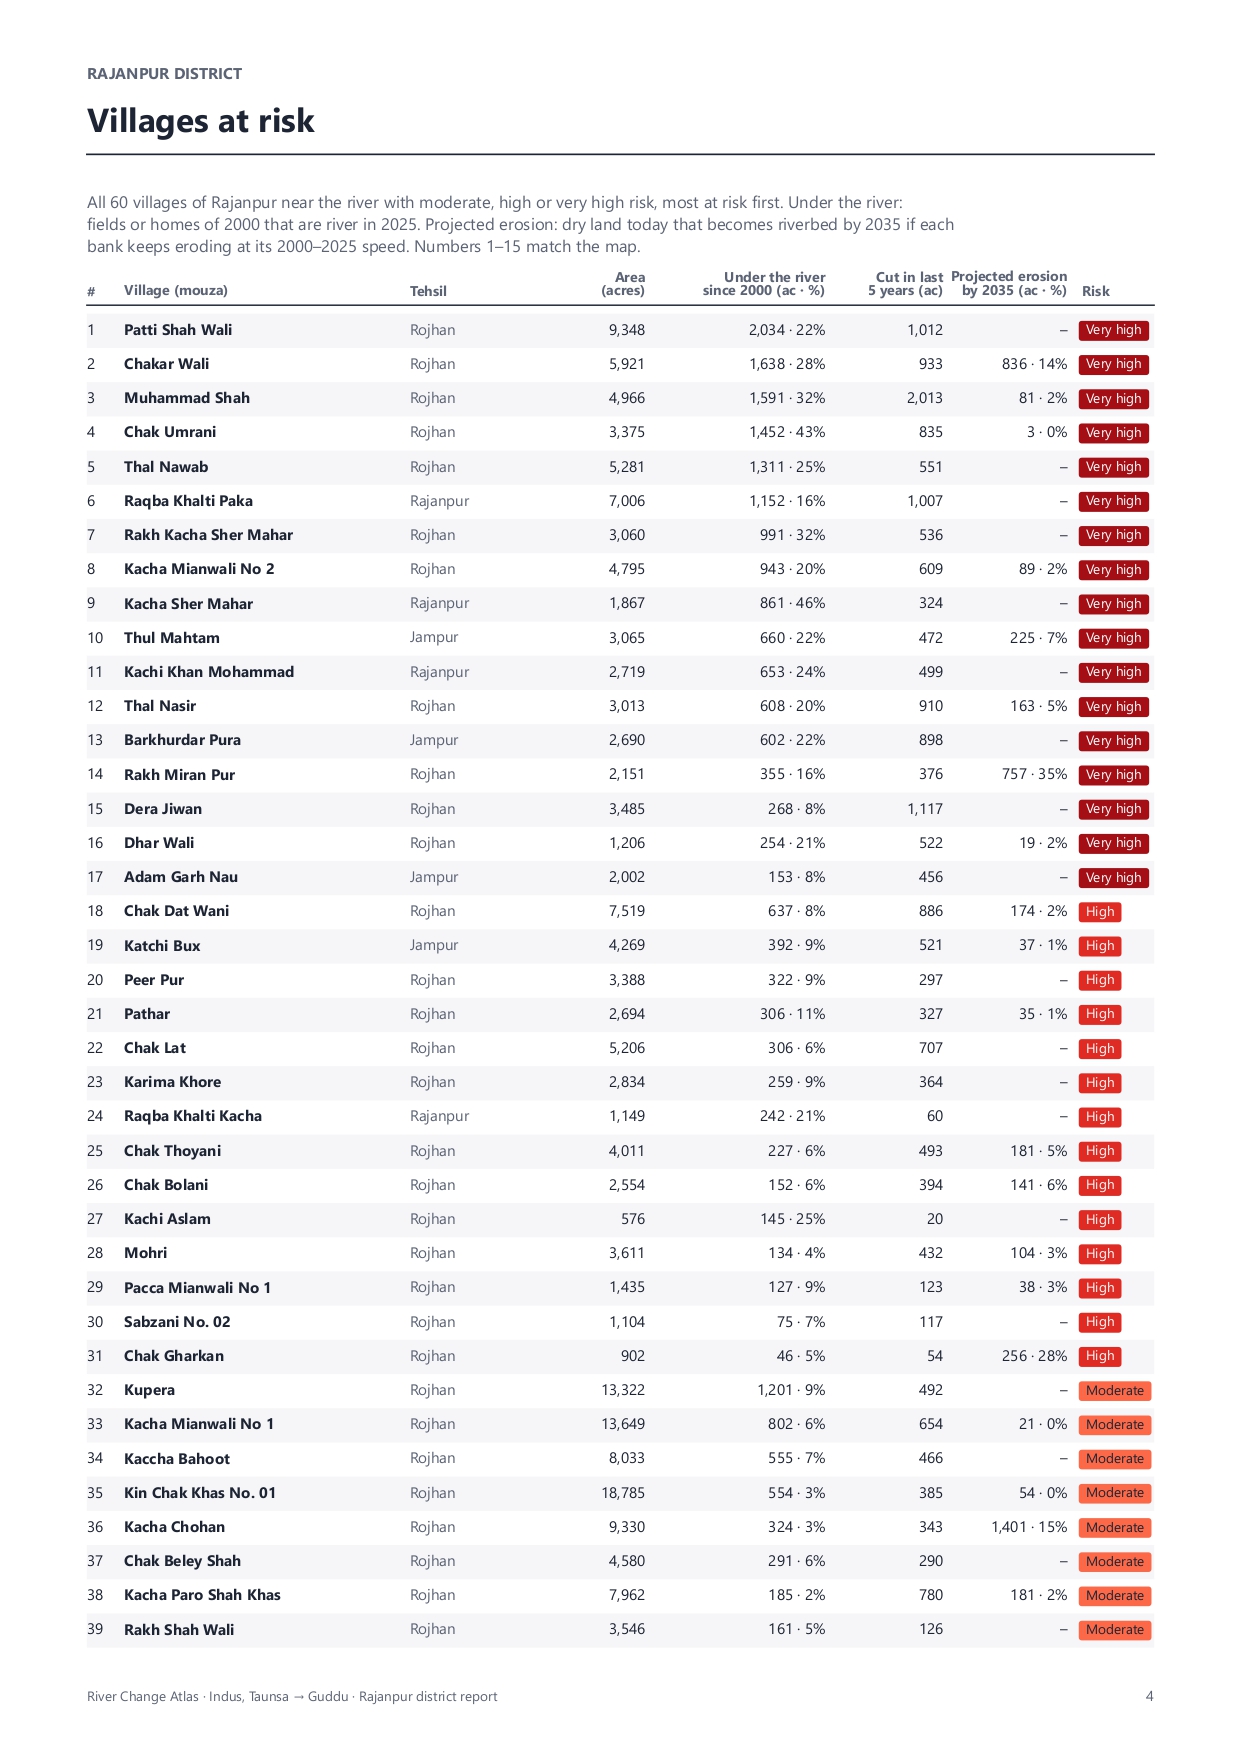 RAJANPUR DISTRICT
Villages at risk
All 60 villages of Rajanpur near the river with moderate, high or very high risk, most at risk first. Under the river:
fields or homes of 2000 that are river in 2025. Projected erosion: dry land today that becomes riverbed by 2035 if each
bank keeps eroding at its 2000–2025 speed. Numbers 1–15 match the map.
# Village (mouza) Tehsil Area (acres) Under the river since 2000 (ac · %) Cut in last 5 years (ac) Projected erosion by 2035 (ac · %) Risk
1 Patti Shah Wali Rojhan 9,348 2,034 · 22% 1,012 – Very high
2 Chakar Wali Rojhan 5,921 1,638 · 28% 933 836 · 14% Very high
3 Muhammad Shah Rojhan 4,966 1,591 · 32% 2,013 81 · 2% Very high
4 Chak Umrani Rojhan 3,375 1,452 · 43% 835 3 · 0% Very high
5 Thal Nawab Rojhan 5,281 1,311 · 25% 551 – Very high
6 Raqba Khalti Paka Rajanpur 7,006 1,152 · 16% 1,007 – Very high
7 Rakh Kacha Sher Mahar Rojhan 3,060 991 · 32% 536 – Very high
8 Kacha Mianwali No 2 Rojhan 4,795 943 · 20% 609 89 · 2% Very high
9 Kacha Sher Mahar Rajanpur 1,867 861 · 46% 324 – Very high
10 Thul Mahtam Jampur 3,065 660 · 22% 472 225 · 7% Very high
11 Kachi Khan Mohammad Rajanpur 2,719 653 · 24% 499 – Very high
12 Thal Nasir Rojhan 3,013 608 · 20% 910 163 · 5% Very high
13 Barkhurdar Pura Jampur 2,690 602 · 22% 898 – Very high
14 Rakh Miran Pur Rojhan 2,151 355 · 16% 376 757 · 35% Very high
15 Dera Jiwan Rojhan 3,485 268 · 8% 1,117 – Very high
16 Dhar Wali Rojhan 1,206 254 · 21% 522 19 · 2% Very high
17 Adam Garh Nau Jampur 2,002 153 · 8% 456 – Very high
18 Chak Dat Wani Rojhan 7,519 637 · 8% 886 174 · 2% High
19 Katchi Bux Jampur 4,269 392 · 9% 521 37 · 1% High
20 Peer Pur Rojhan 3,388 322 · 9% 297 – High
21 Pathar Rojhan 2,694 306 · 11% 327 35 · 1% High
22 Chak Lat Rojhan 5,206 306 · 6% 707 – High
23 Karima Khore Rojhan 2,834 259 · 9% 364 – High
24 Raqba Khalti Kacha Rajanpur 1,149 242 · 21% 60 – High
25 Chak Thoyani Rojhan 4,011 227 · 6% 493 181 · 5% High
26 Chak Bolani Rojhan 2,554 152 · 6% 394 141 · 6% High
27 Kachi Aslam Rojhan 576 145 · 25% 20 – High
28 Mohri Rojhan 3,611 134 · 4% 432 104 · 3% High
29 Pacca Mianwali No 1 Rojhan 1,435 127 · 9% 123 38 · 3% High
30 Sabzani No. 02 Rojhan 1,104 75 · 7% 117 – High
31 Chak Gharkan Rojhan 902 46 · 5% 54 256 · 28% High
32 Kupera Rojhan 13,322 1,201 · 9% 492 – Moderate
33 Kacha Mianwali No 1 Rojhan 13,649 802 · 6% 654 21 · 0% Moderate
34 Kaccha Bahoot Rojhan 8,033 555 · 7% 466 – Moderate
35 Kin Chak Khas No. 01 Rojhan 18,785 554 · 3% 385 54 · 0% Moderate
36 Kacha Chohan Rojhan 9,330 324 · 3% 343 1,401 · 15% Moderate
37 Chak Beley Shah Rojhan 4,580 291 · 6% 290 – Moderate
38 Kacha Paro Shah Khas Rojhan 7,962 185 · 2% 780 181 · 2% Moderate
39 Rakh Shah Wali Rojhan 3,546 161 · 5% 126 – Moderate
River Change Atlas · Indus, Taunsa → Guddu · Rajanpur district report 4